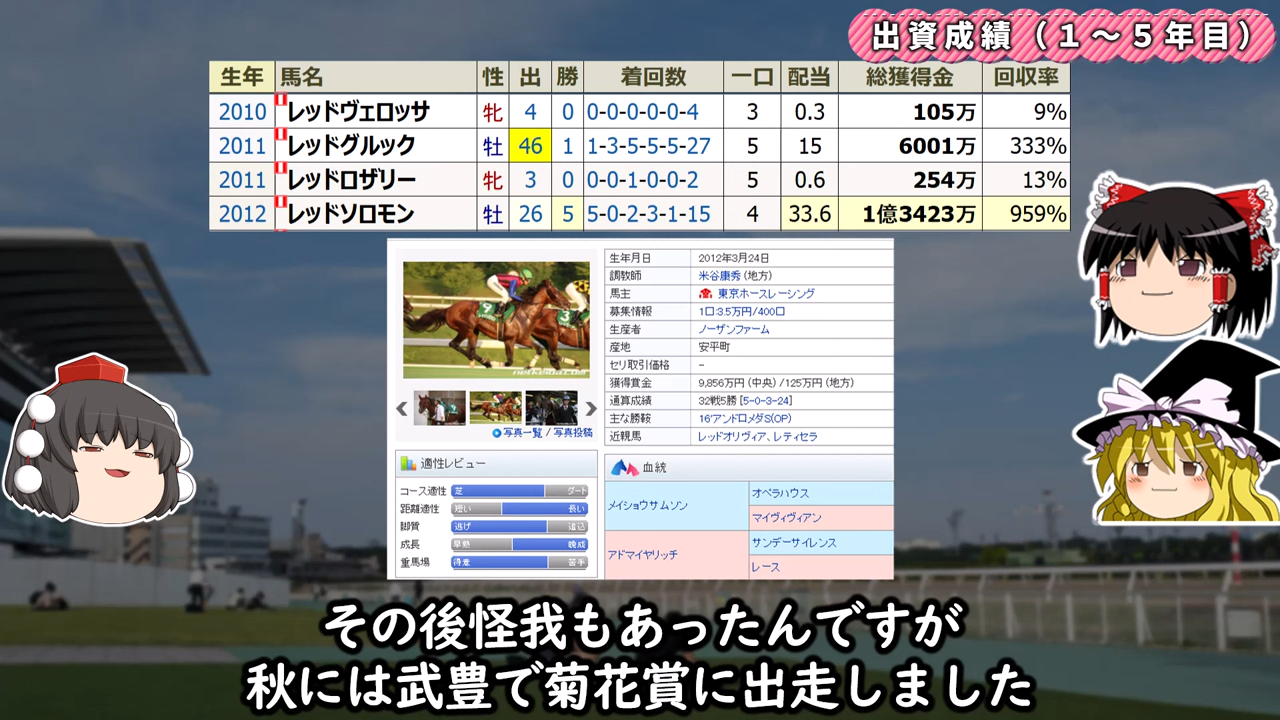 出資成績（１～５年目）
生年 馬名 性 出 勝 着回数 一口 配当 総獲得金 回収率
2010 レッドヴェロッサ 牝 4 0 0-0-0-0-0-4 3 0.3 105万 9%
2011 レッドグルック 牡 46 1 1-3-5-5-5-27 5 15 6001万 333%
2011 レッドロザリー 牝 3 0 0-0-1-0-0-2 5 0.6 254万 13%
2012 レッドソロモン 牡 26 5 5-0-2-3-1-15 4 33.6 1億3423万 959%
生年月日 2012年3月24日
調教師 米谷康秀 (地方)
馬主 東京ホースレーシング
募集情報 1口:3.5万円/400口
生産者 ノーザンファーム
産地 安平町
セリ取引価格 -
獲得賞金 9,856万円 (中央) /125万円 (地方)
通算成績 32戦5勝 [5-0-3-24]
主な勝鞍 16'アンドロメダS(OP)
近親馬 レッドオリヴィア、レティセラ
写真一覧 / 写真投稿
適性レビュー
コース適性 芝 ダート
距離適性 短い 長い
脚質 逃げ 追込
成長 早熟 晩成
重馬場 得意 苦手
血統
メイショウサムソン
オペラハウス
マイヴィヴィアン
アドマイヤリッチ
サンデーサイレンス
レース
その後怪我もあったんですが
秋には武豊で菊花賞に出走しました